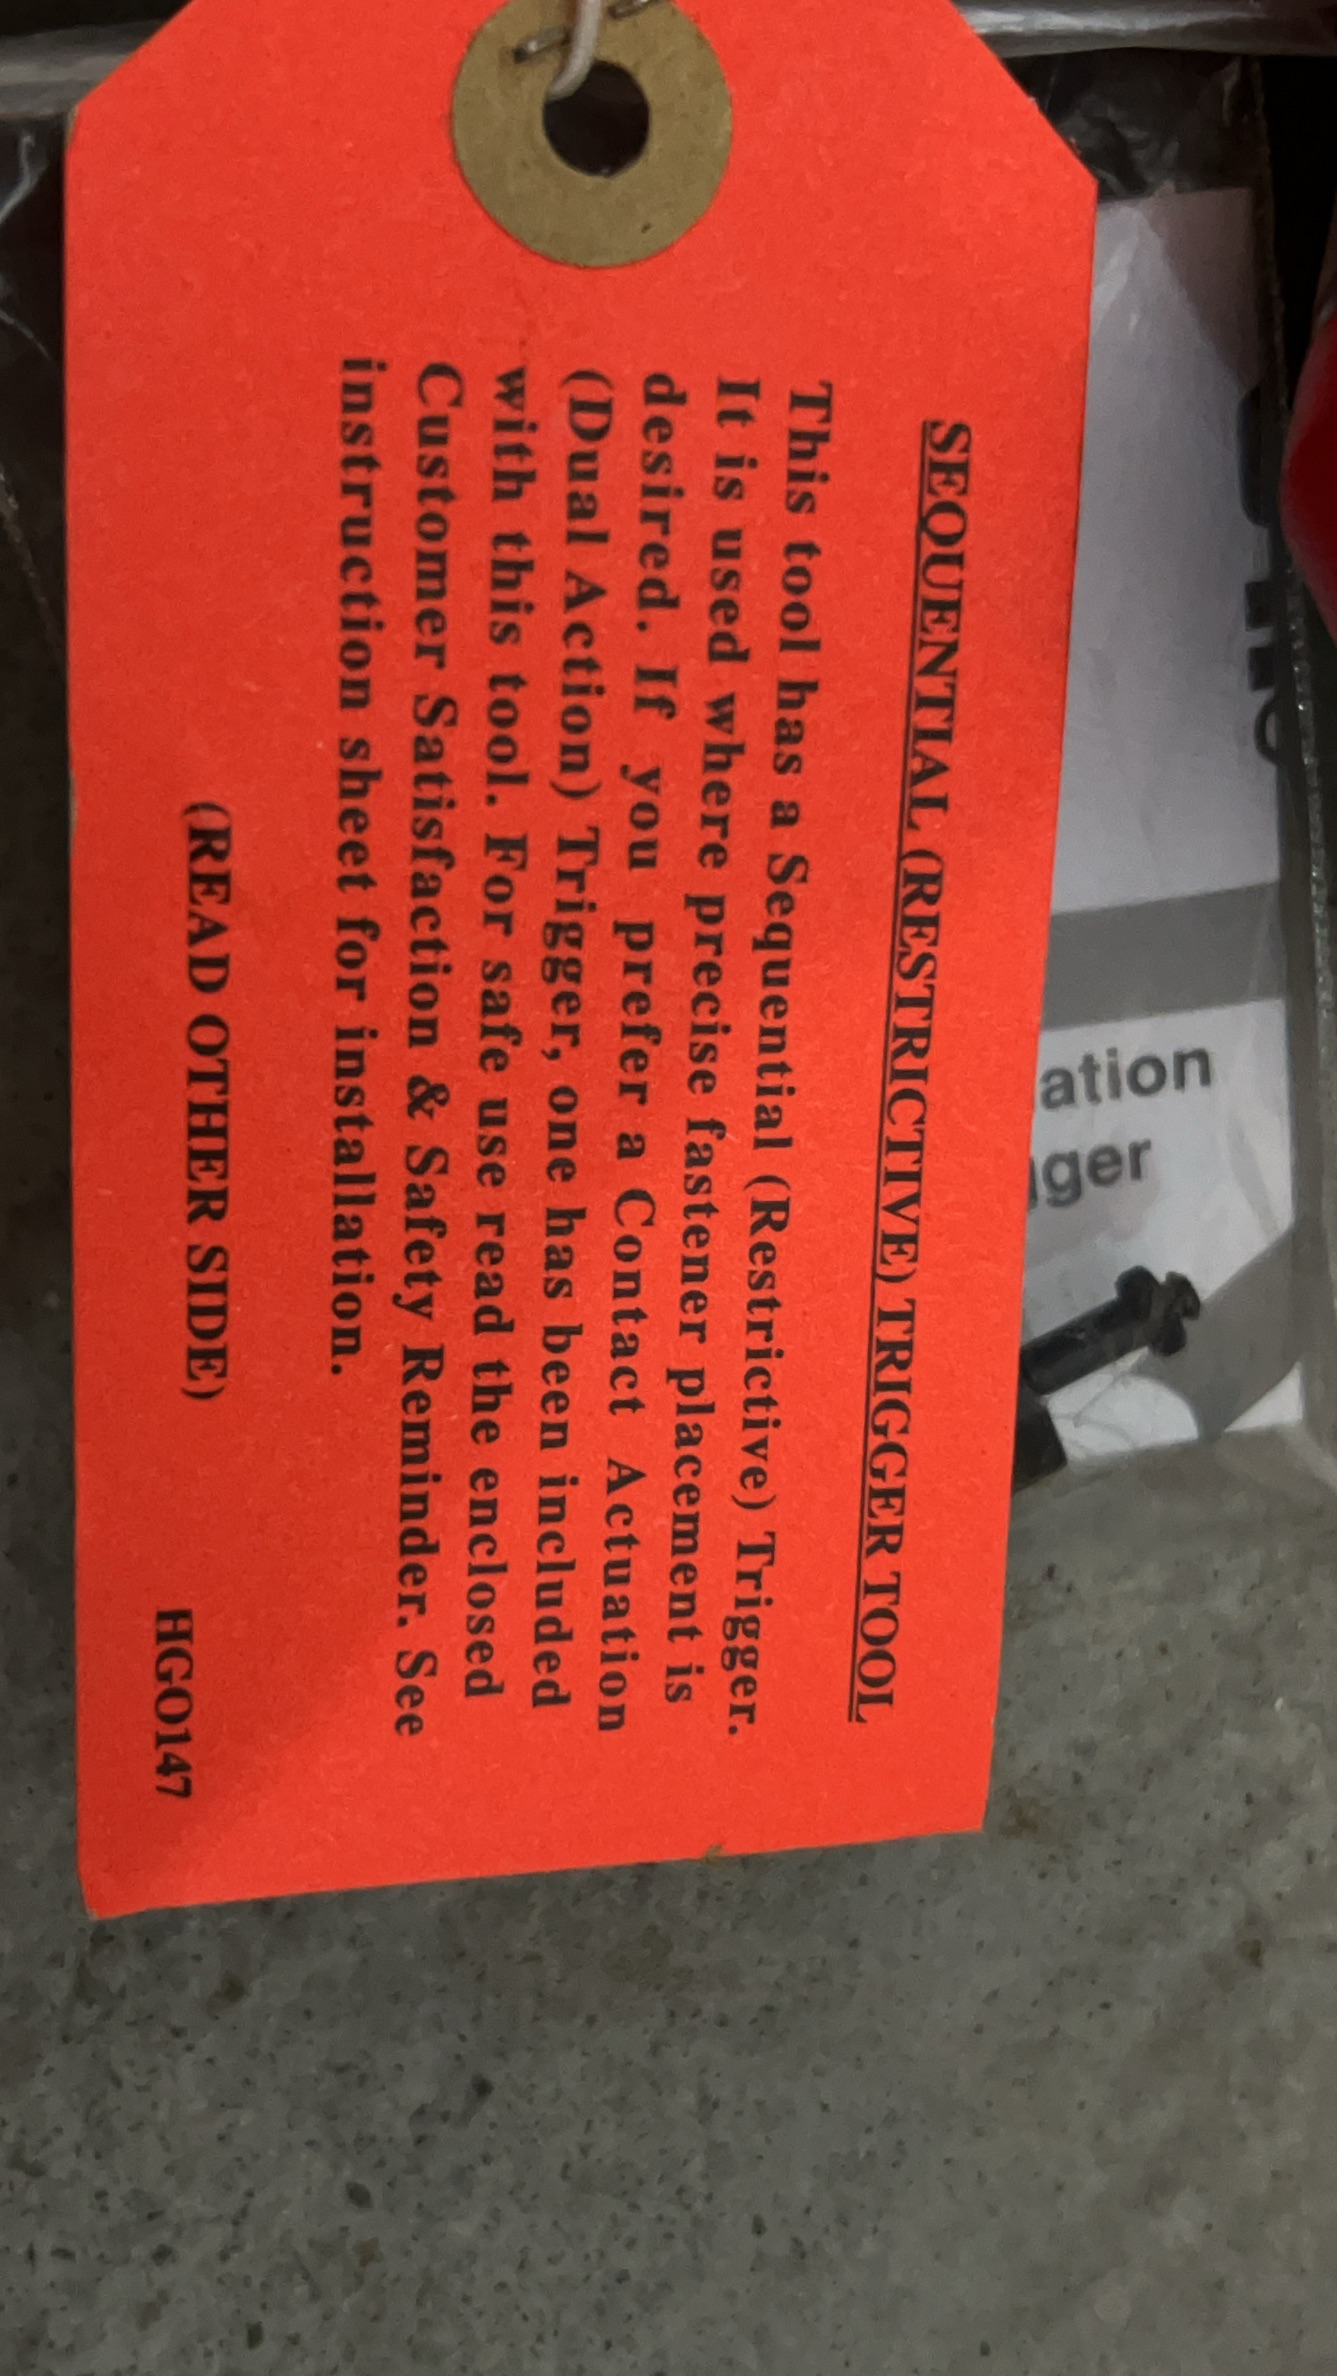 SEQUENTIAL (RESTRICTIVE) TRIGGER TOOL
This tool has a Sequential (Restrictive) Trigger.
It is used where precise fastener placement is
desired. If you prefer a Contact Actuation
(Dual Action) Trigger, one has been included
with this tool. For safe use read the enclosed
Customer Satisfaction & Safety Reminder. See
instruction sheet for installation.
(READ OTHER SIDE)
HGO147
ation
gger